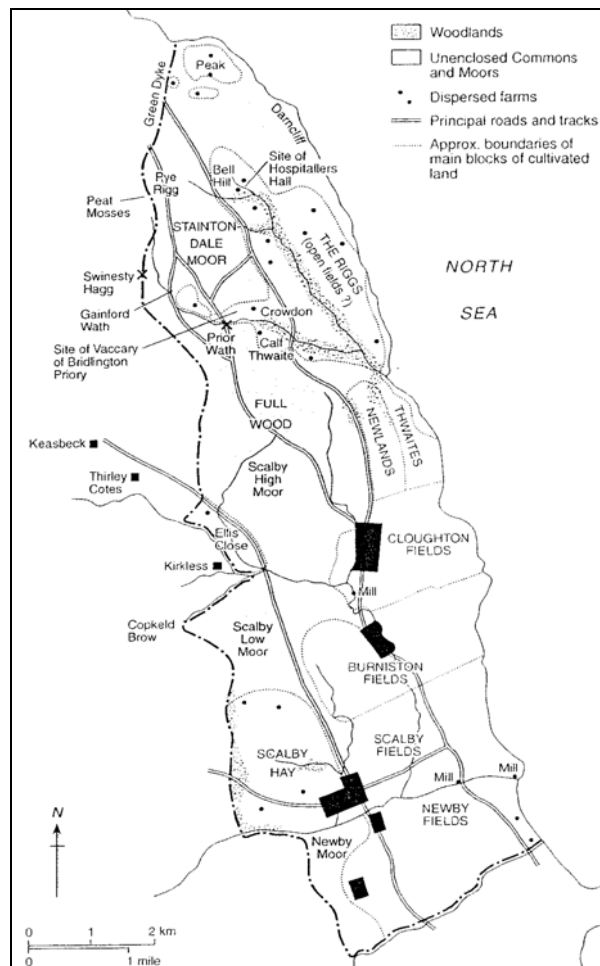 Woodlands
Unenclosed Commons
and Moors
Dispersed farms
Principal roads and tracks
Approx. boundaries of
main blocks of cultivated
land
Peak
Green Dyke
Darncliff
Site of
Hospitallers
Hall
Bell
Hill
Rye
Rigg
Peat
Mosses
STAINTON
DALE
MOOR
THE RIGGS
(open fields ?)
NORTH
SEA
Swinesty
Hagg
Gainford
Wath
Crowdon
Site of Vaccary
of Bridlington
Priory
Prior
Wath
Calf
Thwaite
FULL
WOOD
NEWLANDS
THWAITES
Keasbeck
Scalby
High
Moor
Thirley
Cotes
Ellis
Close
CLOUGHTON
FIELDS
Kirkless
Mill
Copkeld
Brow
Scalby
Low
Moor
BURNISTON
FIELDS
SCALBY
HAY
SCALBY
FIELDS
Mill
Mill
NEWBY
FIELDS
Newby
Moor
N
0 1 2 km
0 1 mile